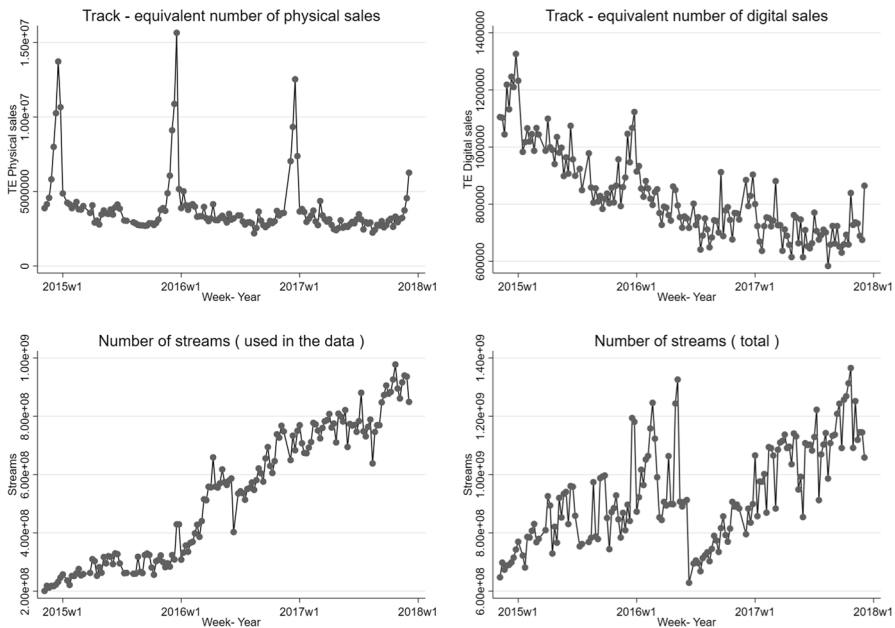 Track - equivalent number of physical sales
TE Physical sales
0
5000000
1.00e+07
1.50e+07
2015w1
2016w1
2017w1
2018w1
Week- Year
Track - equivalent number of digital sales
TE Digital sales
600000
800000
1000000
1200000
1400000
2015w1
2016w1
2017w1
2018w1
Week- Year
Number of streams ( used in the data )
Streams
2.00e+08
4.00e+08
6.00e+08
8.00e+08
1.00e+09
2015w1
2016w1
2017w1
2018w1
Week- Year
Number of streams ( total )
Streams
6.00e+08
8.00e+08
1.00e+09
1.20e+09
1.40e+09
2015w1
2016w1
2017w1
2018w1
Week- Year